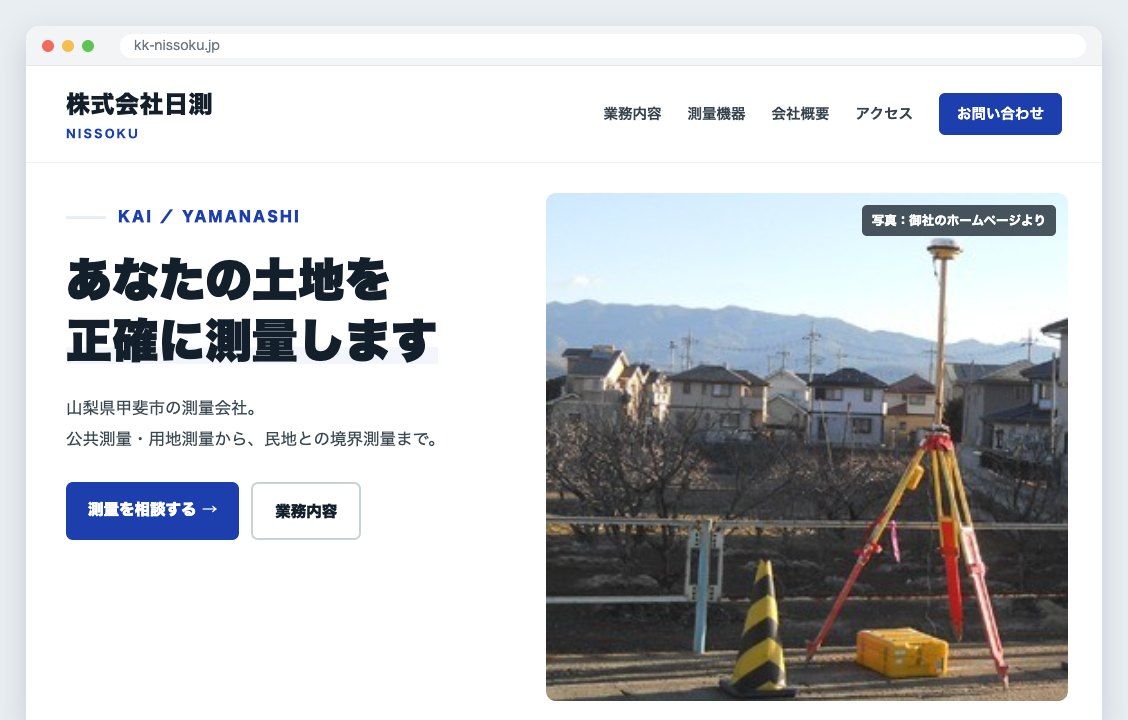 kk-nissoku.jp
株式会社日測
NISSOKU
業務内容
測量機器
会社概要
アクセス
お問い合わせ
KAI ／ YAMANASHI
あなたの土地を
正確に測量します
山梨県甲斐市の測量会社。
公共測量・用地測量から、民地との境界測量まで。
測量を相談する →
業務内容
写真：御社のホームページより